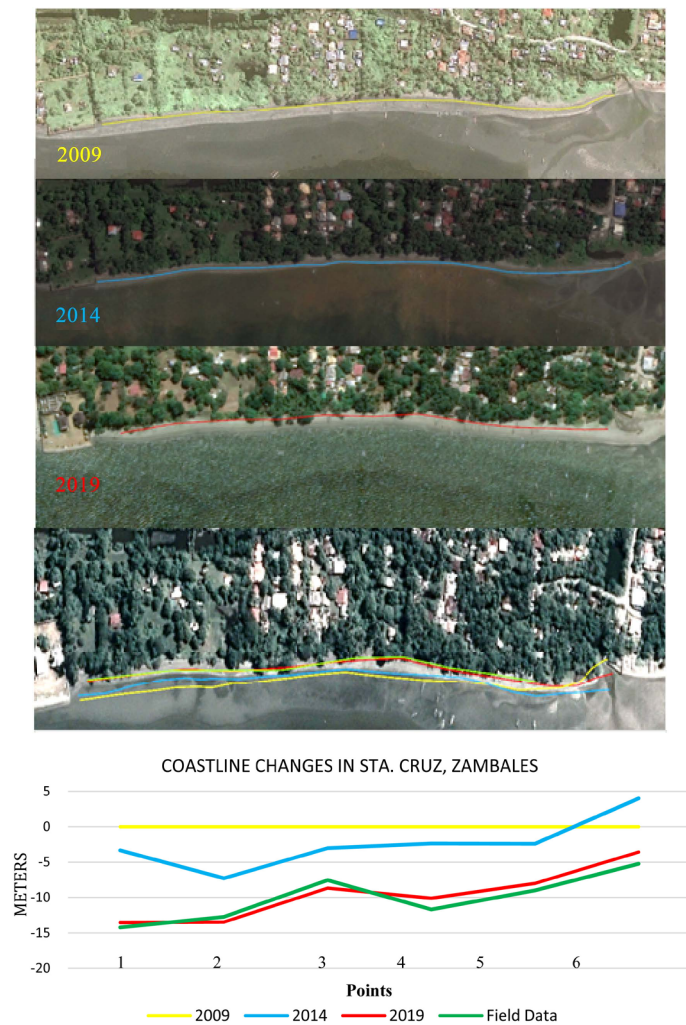 2009
2014
2019
COASTLINE CHANGES IN STA. CRUZ, ZAMBALES
5
0
-5
-10
-15
-20
METERS
1 2 3 4 5 6
Points
2009 2014 2019 Field Data